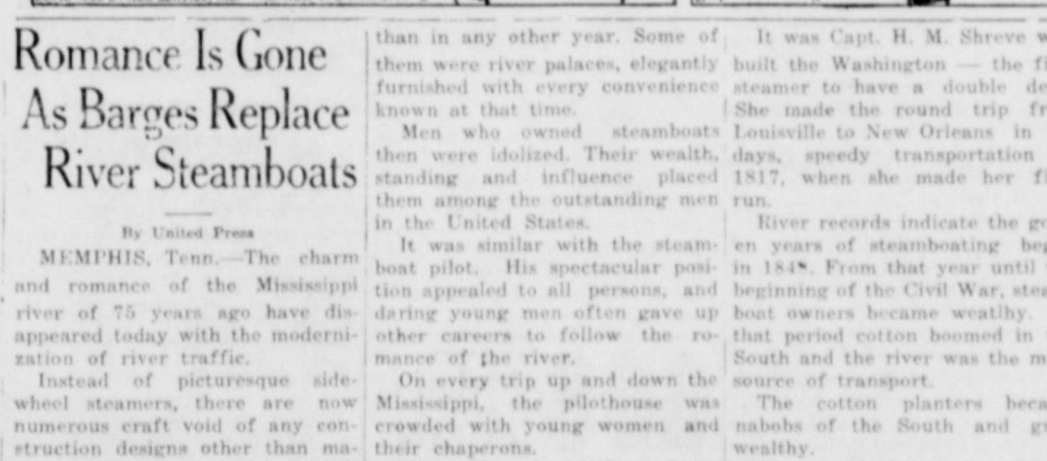 Romance Is Gone
As Barges Replace
River Steamboats
By United Press
MEMPHIS, Tenn.—The charm
and romance of the Mississippi
river of 75 years ago have dis-
appeared today with the moderni-
zation of river traffic.
Instead of picturesque side-
wheel steamers, there are now
numerous craft void of any con-
struction designs other than ma-
than in any other year. Some of
them were river palaces, elegantly
furnished with every convenience
known at that time.
Men who owned steamboats
then were idolized. Their wealth,
standing and influence placed
them among the outstanding men
in the United States.
It was similar with the steam-
boat pilot. His spectacular posi-
tion appealed to all persons, and
daring young men often gave up
other careers to follow the ro-
mance of the river.
On every trip up and down the
Mississippi, the pilothouse was
crowded with young women and
their chaperons.
It was Capt. H. M. Shreve
built the Washington — the
steamer to have a double
She made the round trip
Louisville to New Orleans in
days, speedy transportation
1817, when she made her
run.
River records indicate the
en years of steamboating
in 1848. From that year until
beginning of the Civil War,
boat owners became weatlhy.
that period cotton boomed in
South and the river was the
source of transport.
The cotton planters
nabobs of the South and
wealthy.